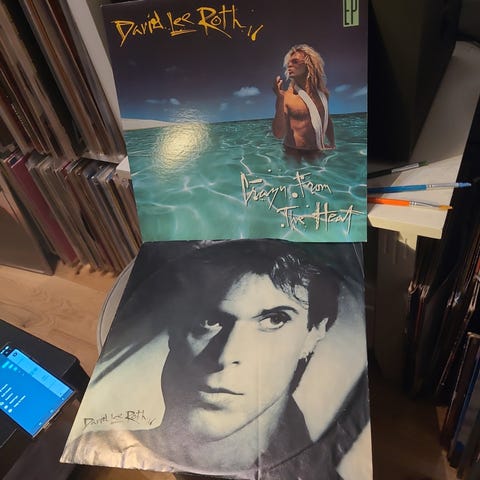 David Lee Roth
EP
Crazy From
The Heat
David Lee Roth